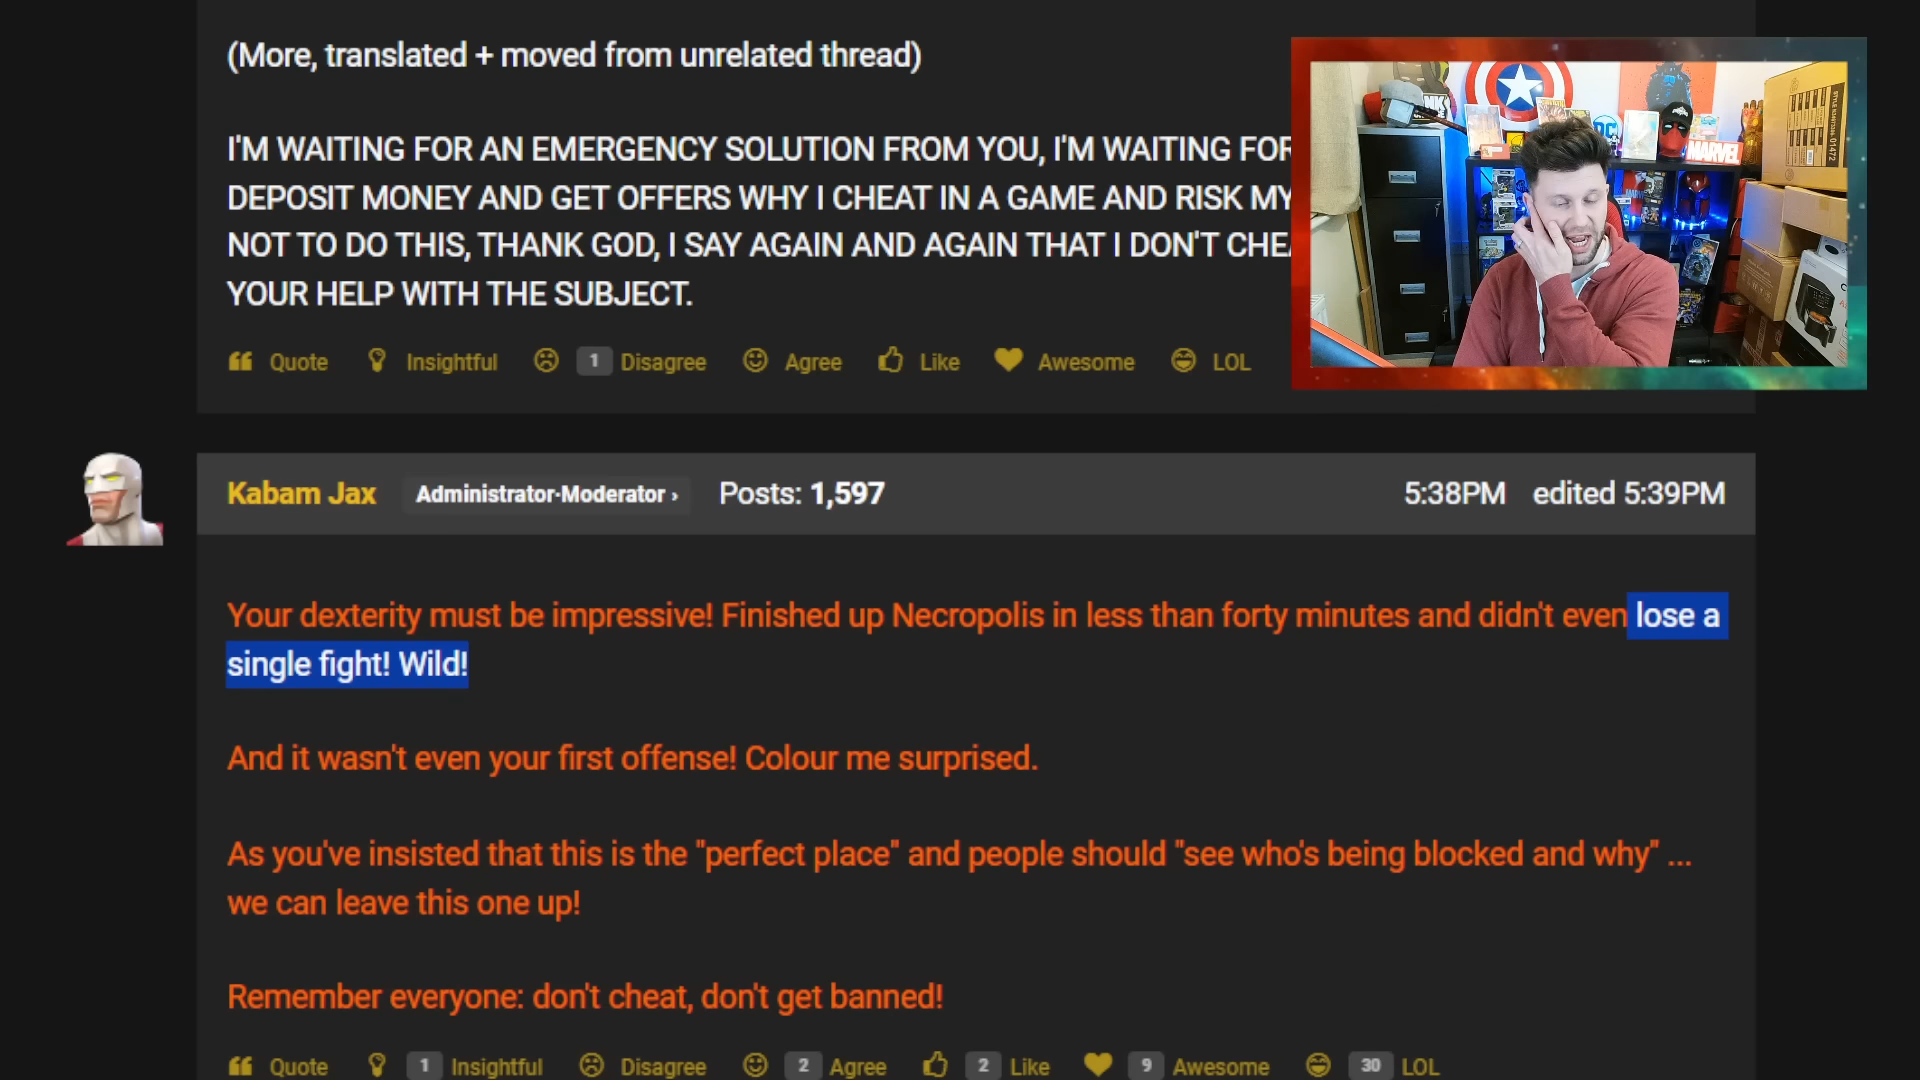 (More, translated + moved from unrelated thread)
I'M WAITING FOR AN EMERGENCY SOLUTION FROM YOU, I'M WAITING FOR
DEPOSIT MONEY AND GET OFFERS WHY I CHEAT IN A GAME AND RISK MY
NOT TO DO THIS, THANK GOD, I SAY AGAIN AND AGAIN THAT I DON'T
YOUR HELP WITH THE SUBJECT.
Quote Insightful 1 Disagree Agree Like Awesome LOL
MARVEL
Kabam Jax Administrator·Moderator › Posts: 1,597 5:38PM edited 5:39PM
Your dexterity must be impressive! Finished up Necropolis in less than forty minutes and didn't even lose a
single fight! Wild!
And it wasn't even your first offense! Colour me surprised.
As you've insisted that this is the "perfect place" and people should "see who's being blocked and why" ...
we can leave this one up!
Remember everyone: don't cheat, don't get banned!
Quote 1 Insightful Disagree 2 Agree 2 Like 9 Awesome 30 LOL